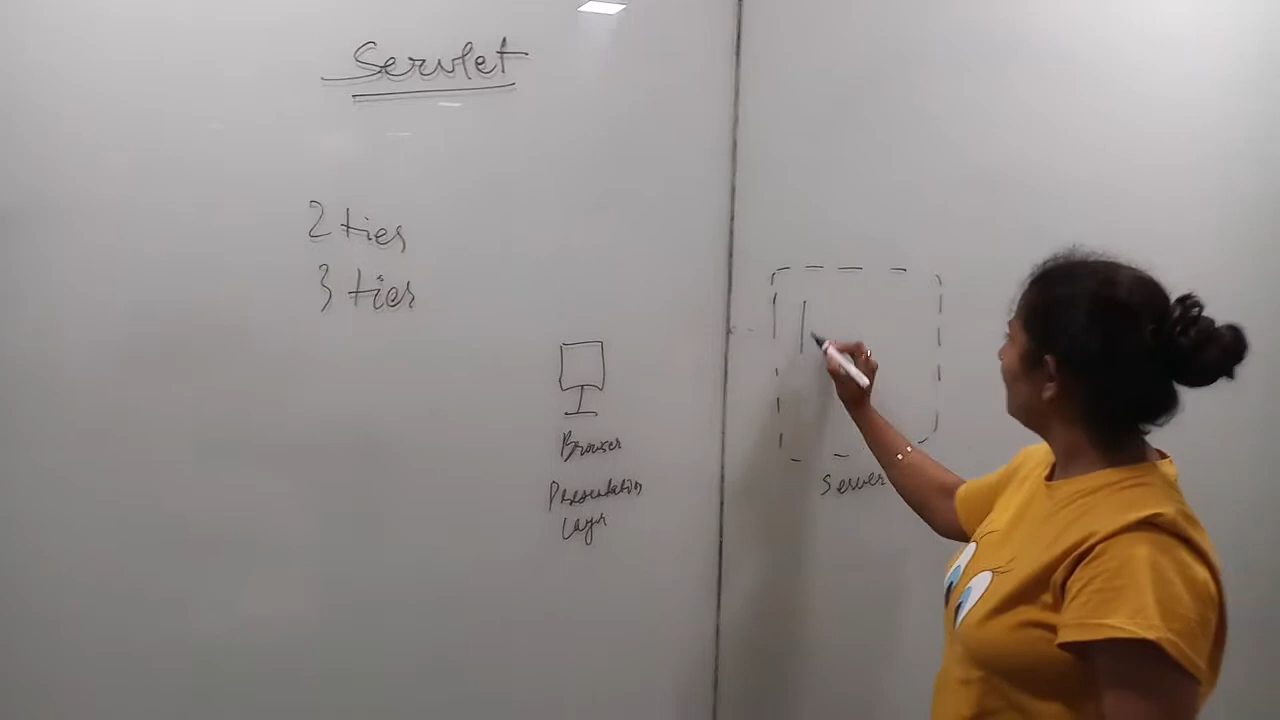 Servlet
2 tier
3 tier
Browser
Presentation
Layer
Server